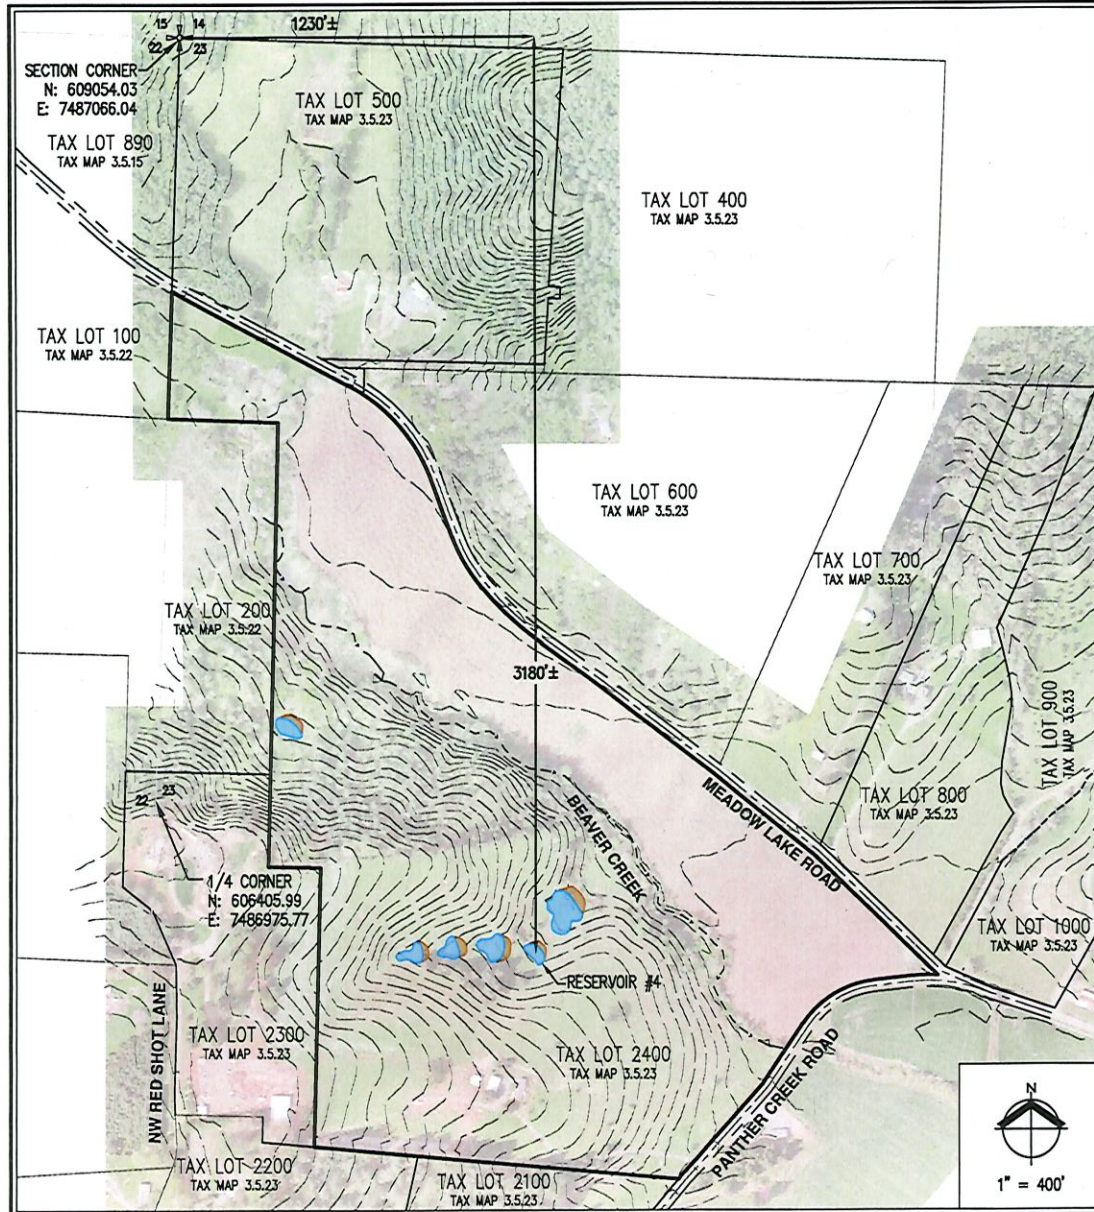 15 14
1230'±
22 23
SECTION CORNER
N: 609054.03
E: 7487066.04
TAX LOT 500
TAX MAP 3.5.23
TAX LOT 890
TAX MAP 3.5.15
TAX LOT 400
TAX MAP 3.5.23
TAX LOT 100
TAX MAP 3.5.22
TAX LOT 600
TAX MAP 3.5.23
TAX LOT 700
TAX MAP 3.5.23
TAX LOT 200
TAX MAP 3.5.22
3180'±
TAX LOT 900
TAX MAP 3.5.23
22 23
BEAVER CREEK
MEADOW LAKE ROAD
TAX LOT 800
TAX MAP 3.5.23
1/4 CORNER
N: 606405.99
E: 7486975.77
TAX LOT 1000
TAX MAP 3.5.23
RESERVOIR #4
NW RED SHOT LANE
TAX LOT 2300
TAX MAP 3.5.23
TAX LOT 2400
TAX MAP 3.5.23
PANTHER CREEK ROAD
N
1" = 400'
TAX LOT 2200
TAX MAP 3.5.23
TAX LOT 2100
TAX MAP 3.5.23